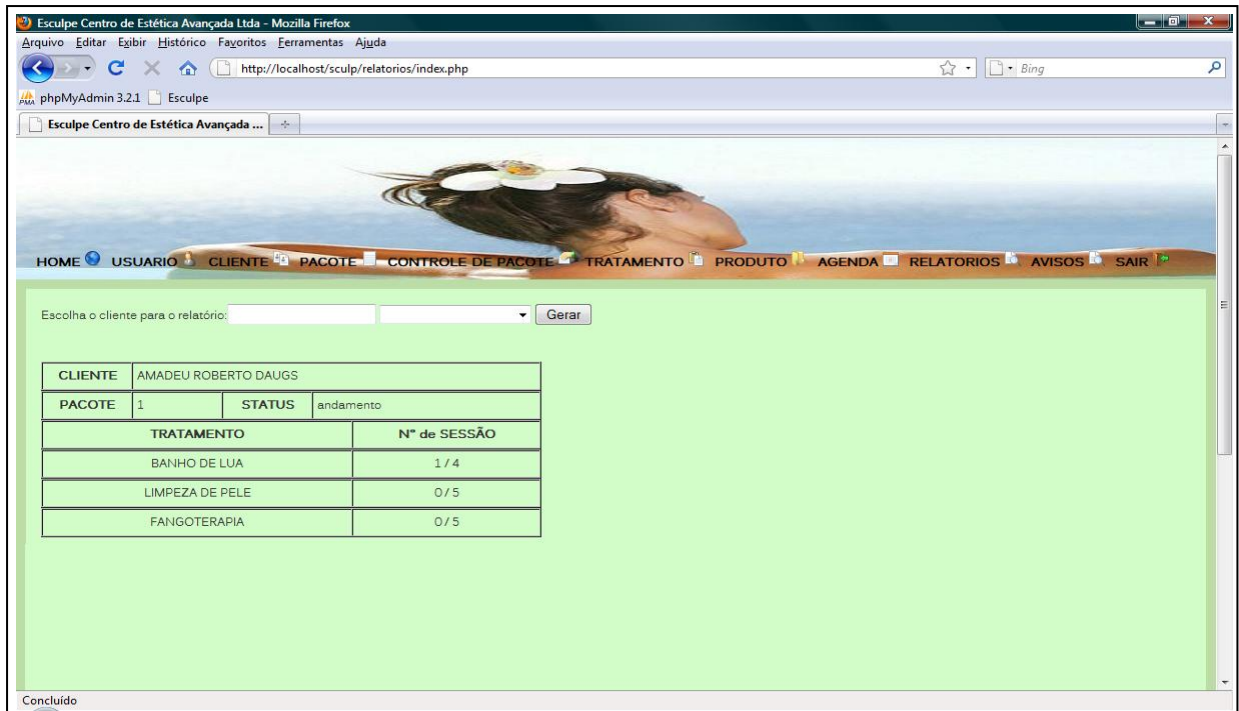 Esculpe Centro de Estética Avançada Ltda - Mozilla Firefox
Arquivo Editar Exibir Histórico Favoritos Ferramentas Ajuda
http://localhost/sculp/relatorios/index.php Bing
PMA phpMyAdmin 3.2.1 Esculpe
Esculpe Centro de Estética Avançada ...
HOME USUARIO CLIENTE PACOTE CONTROLE DE PACOTE TRATAMENTO PRODUTO AGENDA RELATORIOS AVISOS SAIR
Escolha o cliente para o relatório: Gerar
CLIENTE AMADEU ROBERTO DAUGS
PACOTE 1 STATUS andamento
TRATAMENTO N° de SESSÃO
BANHO DE LUA 1 / 4
LIMPEZA DE PELE 0 / 5
FANGOTERAPIA 0 / 5
Concluído